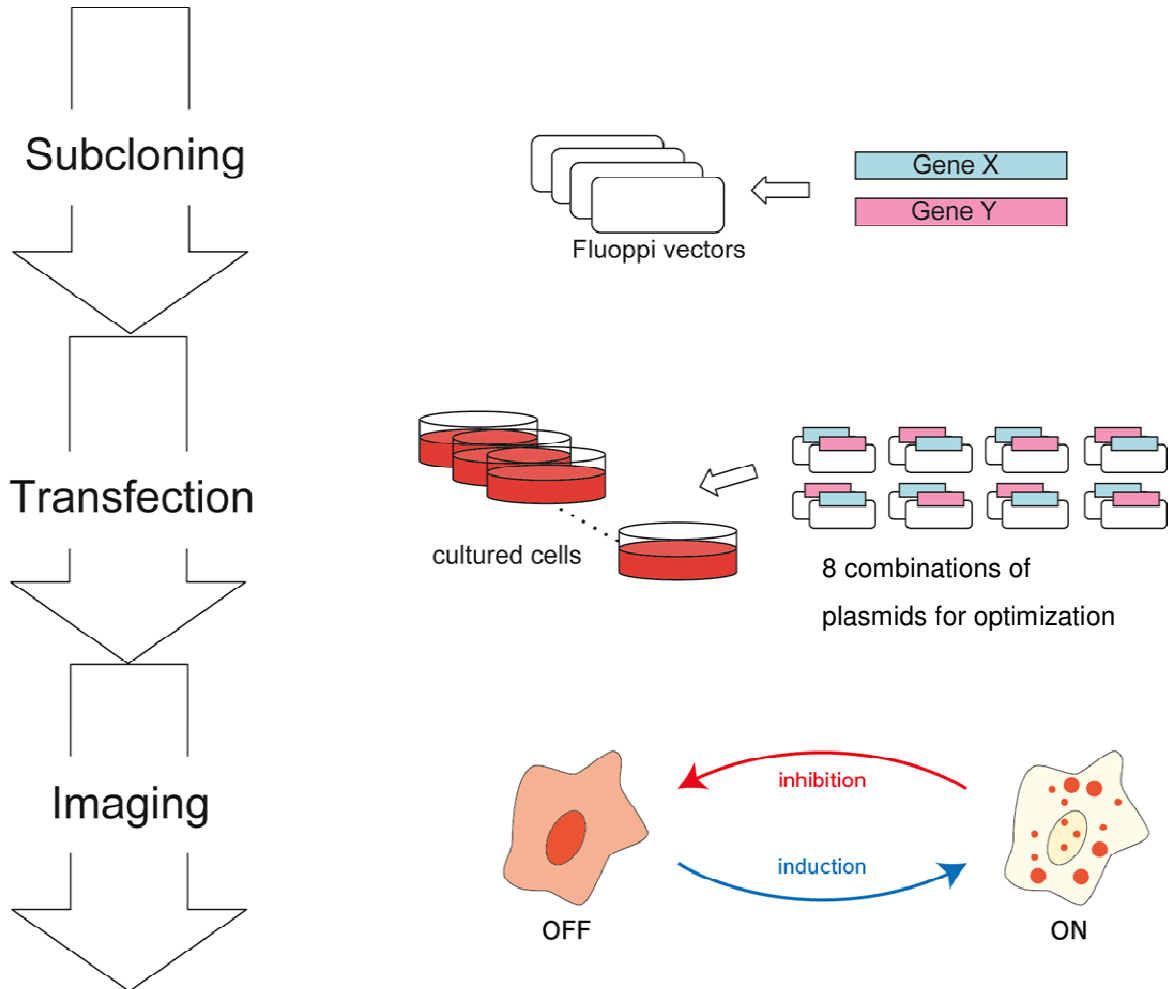 Subcloning
Gene X
Gene Y
Fluoppi vectors
Transfection
cultured cells
8 combinations of
plasmids for optimization
Imaging
inhibition
induction
OFF
ON